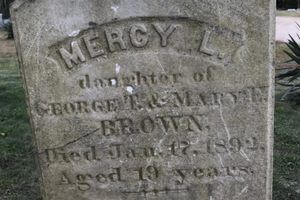 MERCY L.
daughter of
GEORGE T. & MARY E.
BROWN,
Died Jan. 17, 1892,
Aged 19 years.